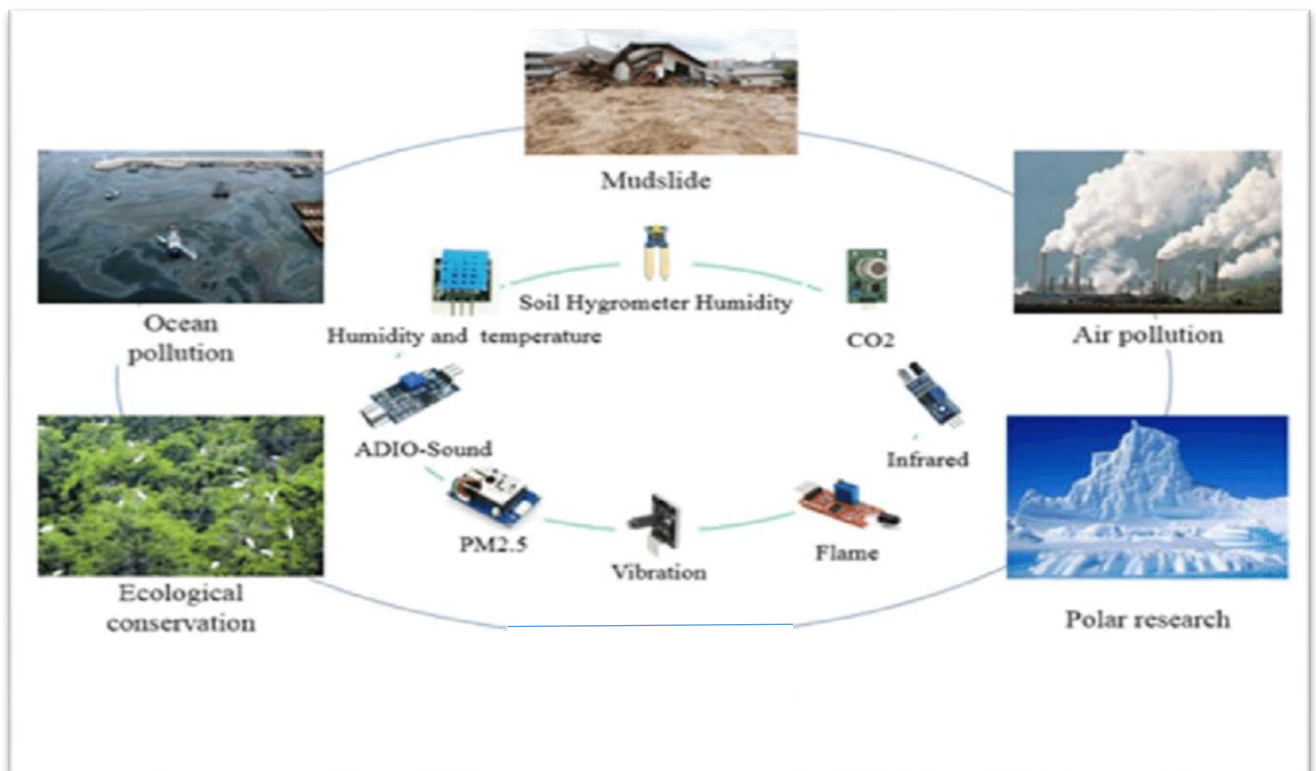 Mudslide
Soil Hygrometer Humidity
Ocean
pollution
Humidity and temperature
CO2
Air pollution
ADIO-Sound
Infrared
PM2.5
Vibration
Flame
Ecological
conservation
Polar research